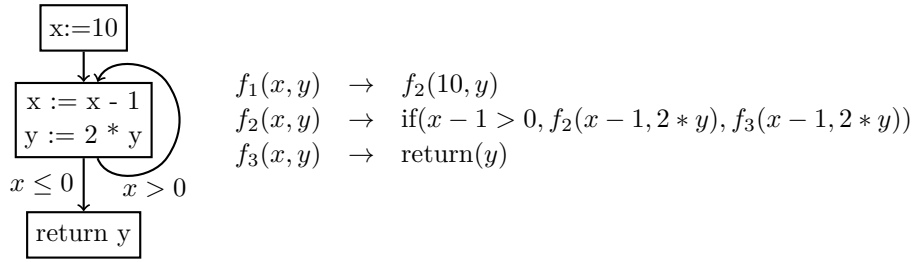 x:=10
x := x - 1
y := 2 * y
x ≤ 0
x > 0
return y
f₁(x, y) → f₂(10, y)
f₂(x, y) → if(x − 1 > 0, f₂(x − 1, 2 ∗ y), f₃(x − 1, 2 ∗ y))
f₃(x, y) → return(y)